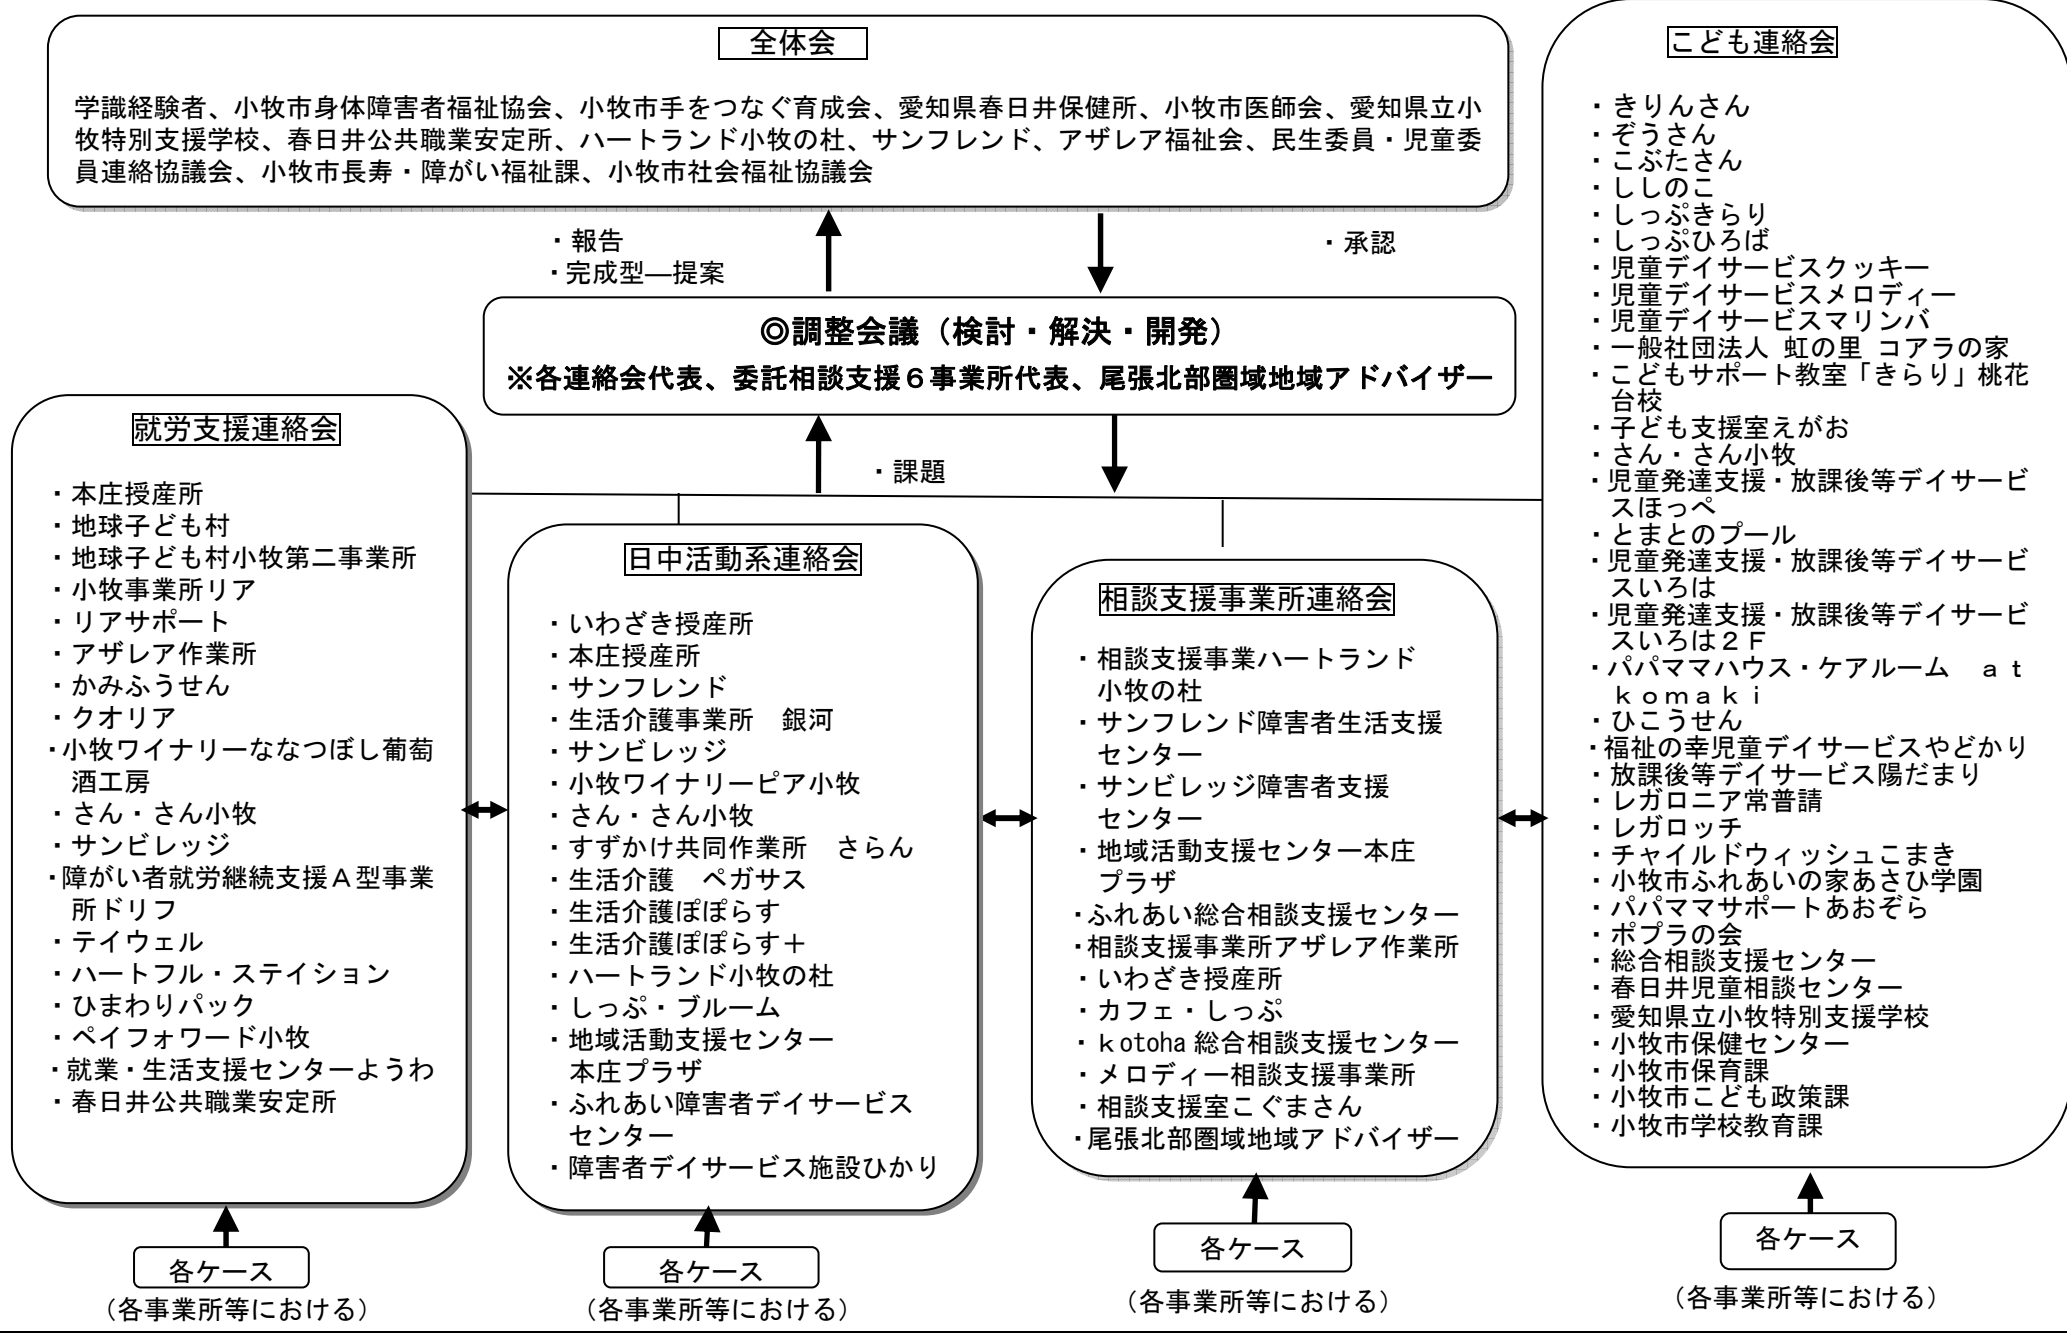 全体会
学識経験者、小牧市身体障害者福祉協会、小牧市手をつなぐ育成会、愛知県春日井保健所、小牧市医師会、愛知県立小
牧特別支援学校、春日井公共職業安定所、ハートランド小牧の杜、サンフレンド、アザレア福祉会、民生委員・児童委
員連絡協議会、小牧市長寿・障がい福祉課、小牧市社会福祉協議会
・報告
・完成型―提案
・承認
◎調整会議（検討・解決・開発）
※各連絡会代表、委託相談支援６事業所代表、尾張北部圏域地域アドバイザー
・課題
就労支援連絡会
・本庄授産所
・地球子ども村
・地球子ども村小牧第二事業所
・小牧事業所リア
・リアサポート
・アザレア作業所
・かみふうせん
・クオリア
・小牧ワイナリーななつぼし葡萄
酒工房
・さん・さん小牧
・サンビレッジ
・障がい者就労継続支援Ａ型事業
所ドリフ
・テイウェル
・ハートフル・ステイション
・ひまわりパック
・ペイフォワード小牧
・就業・生活支援センターようわ
・春日井公共職業安定所
各ケース
（各事業所等における）
日中活動系連絡会
・いわざき授産所
・本庄授産所
・サンフレンド
・生活介護事業所　銀河
・サンビレッジ
・小牧ワイナリーピア小牧
・さん・さん小牧
・すずかけ共同作業所　さらん
・生活介護　ペガサス
・生活介護ぽぽらす
・生活介護ぽぽらす＋
・ハートランド小牧の杜
・しっぷ・ブルーム
・地域活動支援センター
本庄プラザ
・ふれあい障害者デイサービス
センター
・障害者デイサービス施設ひかり
各ケース
（各事業所等における）
相談支援事業所連絡会
・相談支援事業ハートランド
小牧の杜
・サンフレンド障害者生活支援
センター
・サンビレッジ障害者支援
センター
・地域活動支援センター本庄
プラザ
・ふれあい総合相談支援センター
・相談支援事業所アザレア作業所
・いわざき授産所
・カフェ・しっぷ
・ｋotoha 総合相談支援センター
・メロディー相談支援事業所
・相談支援室こぐまさん
・尾張北部圏域地域アドバイザー
各ケース
（各事業所等における）
こども連絡会
・きりんさん
・ぞうさん
・こぶたさん
・ししのこ
・しっぷきらり
・しっぷひろば
・児童デイサービスクッキー
・児童デイサービスメロディー
・児童デイサービスマリンバ
・一般社団法人 虹の里 コアラの家
・こどもサポート教室「きらり」桃花
台校
・子ども支援室えがお
・さん・さん小牧
・児童発達支援・放課後等デイサービ
スほっぺ
・とまとのプール
・児童発達支援・放課後等デイサービ
スいろは
・児童発達支援・放課後等デイサービ
スいろは２Ｆ
・パパママハウス・ケアルーム　ａｔ
ｋｏｍａｋｉ
・ひこうせん
・福祉の幸児童デイサービスやどかり
・放課後等デイサービス陽だまり
・レガロニア常普請
・レガロッチ
・チャイルドウィッシュこまき
・小牧市ふれあいの家あさひ学園
・パパママサポートあおぞら
・ポプラの会
・総合相談支援センター
・春日井児童相談センター
・愛知県立小牧特別支援学校
・小牧市保健センター
・小牧市保育課
・小牧市こども政策課
・小牧市学校教育課
各ケース
（各事業所等における）